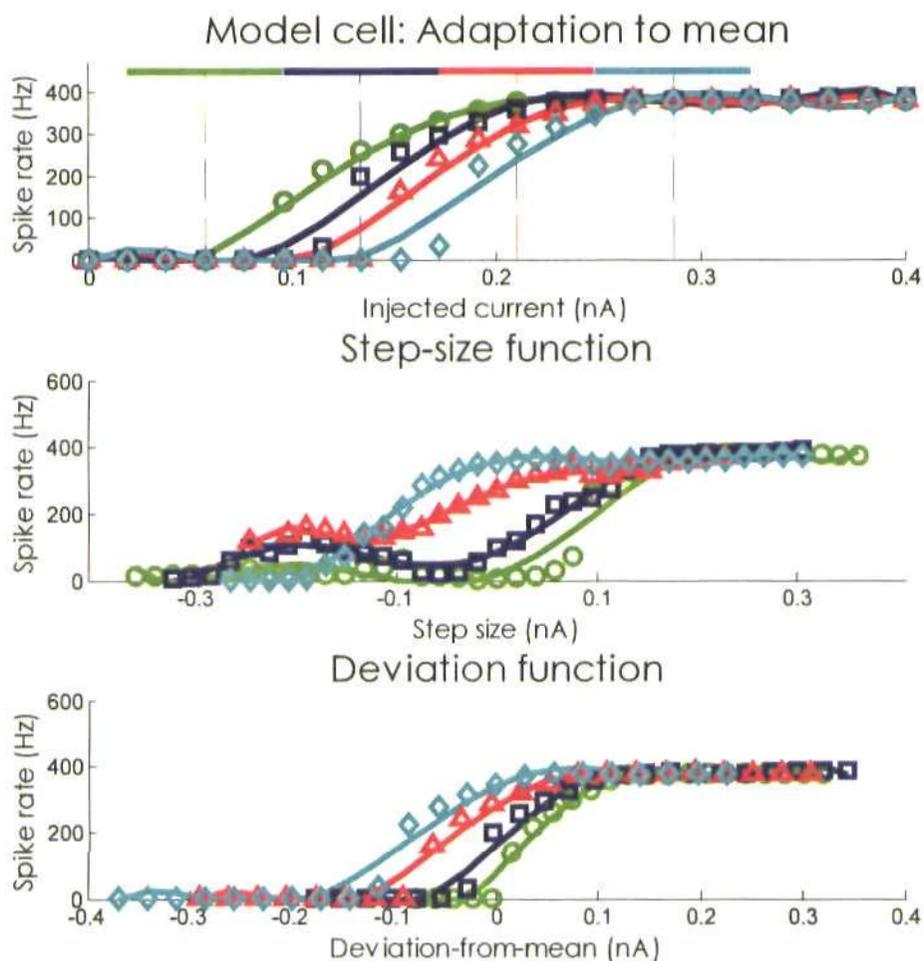 Model cell: Adaptation to mean
Spike rate (Hz)
400
300
200
100
0
0 0.1 0.2 0.3 0.4
Injected current (nA)
Step-size function
Spike rate (Hz)
600
400
200
0
-0.3 -0.1 0.1 0.3
Step size (nA)
Deviation function
Spike rate (Hz)
600
400
200
0
-0.4 -0.3 -0.2 -0.1 0 0.1 0.2 0.3 0.4
Deviation-from-mean (nA)